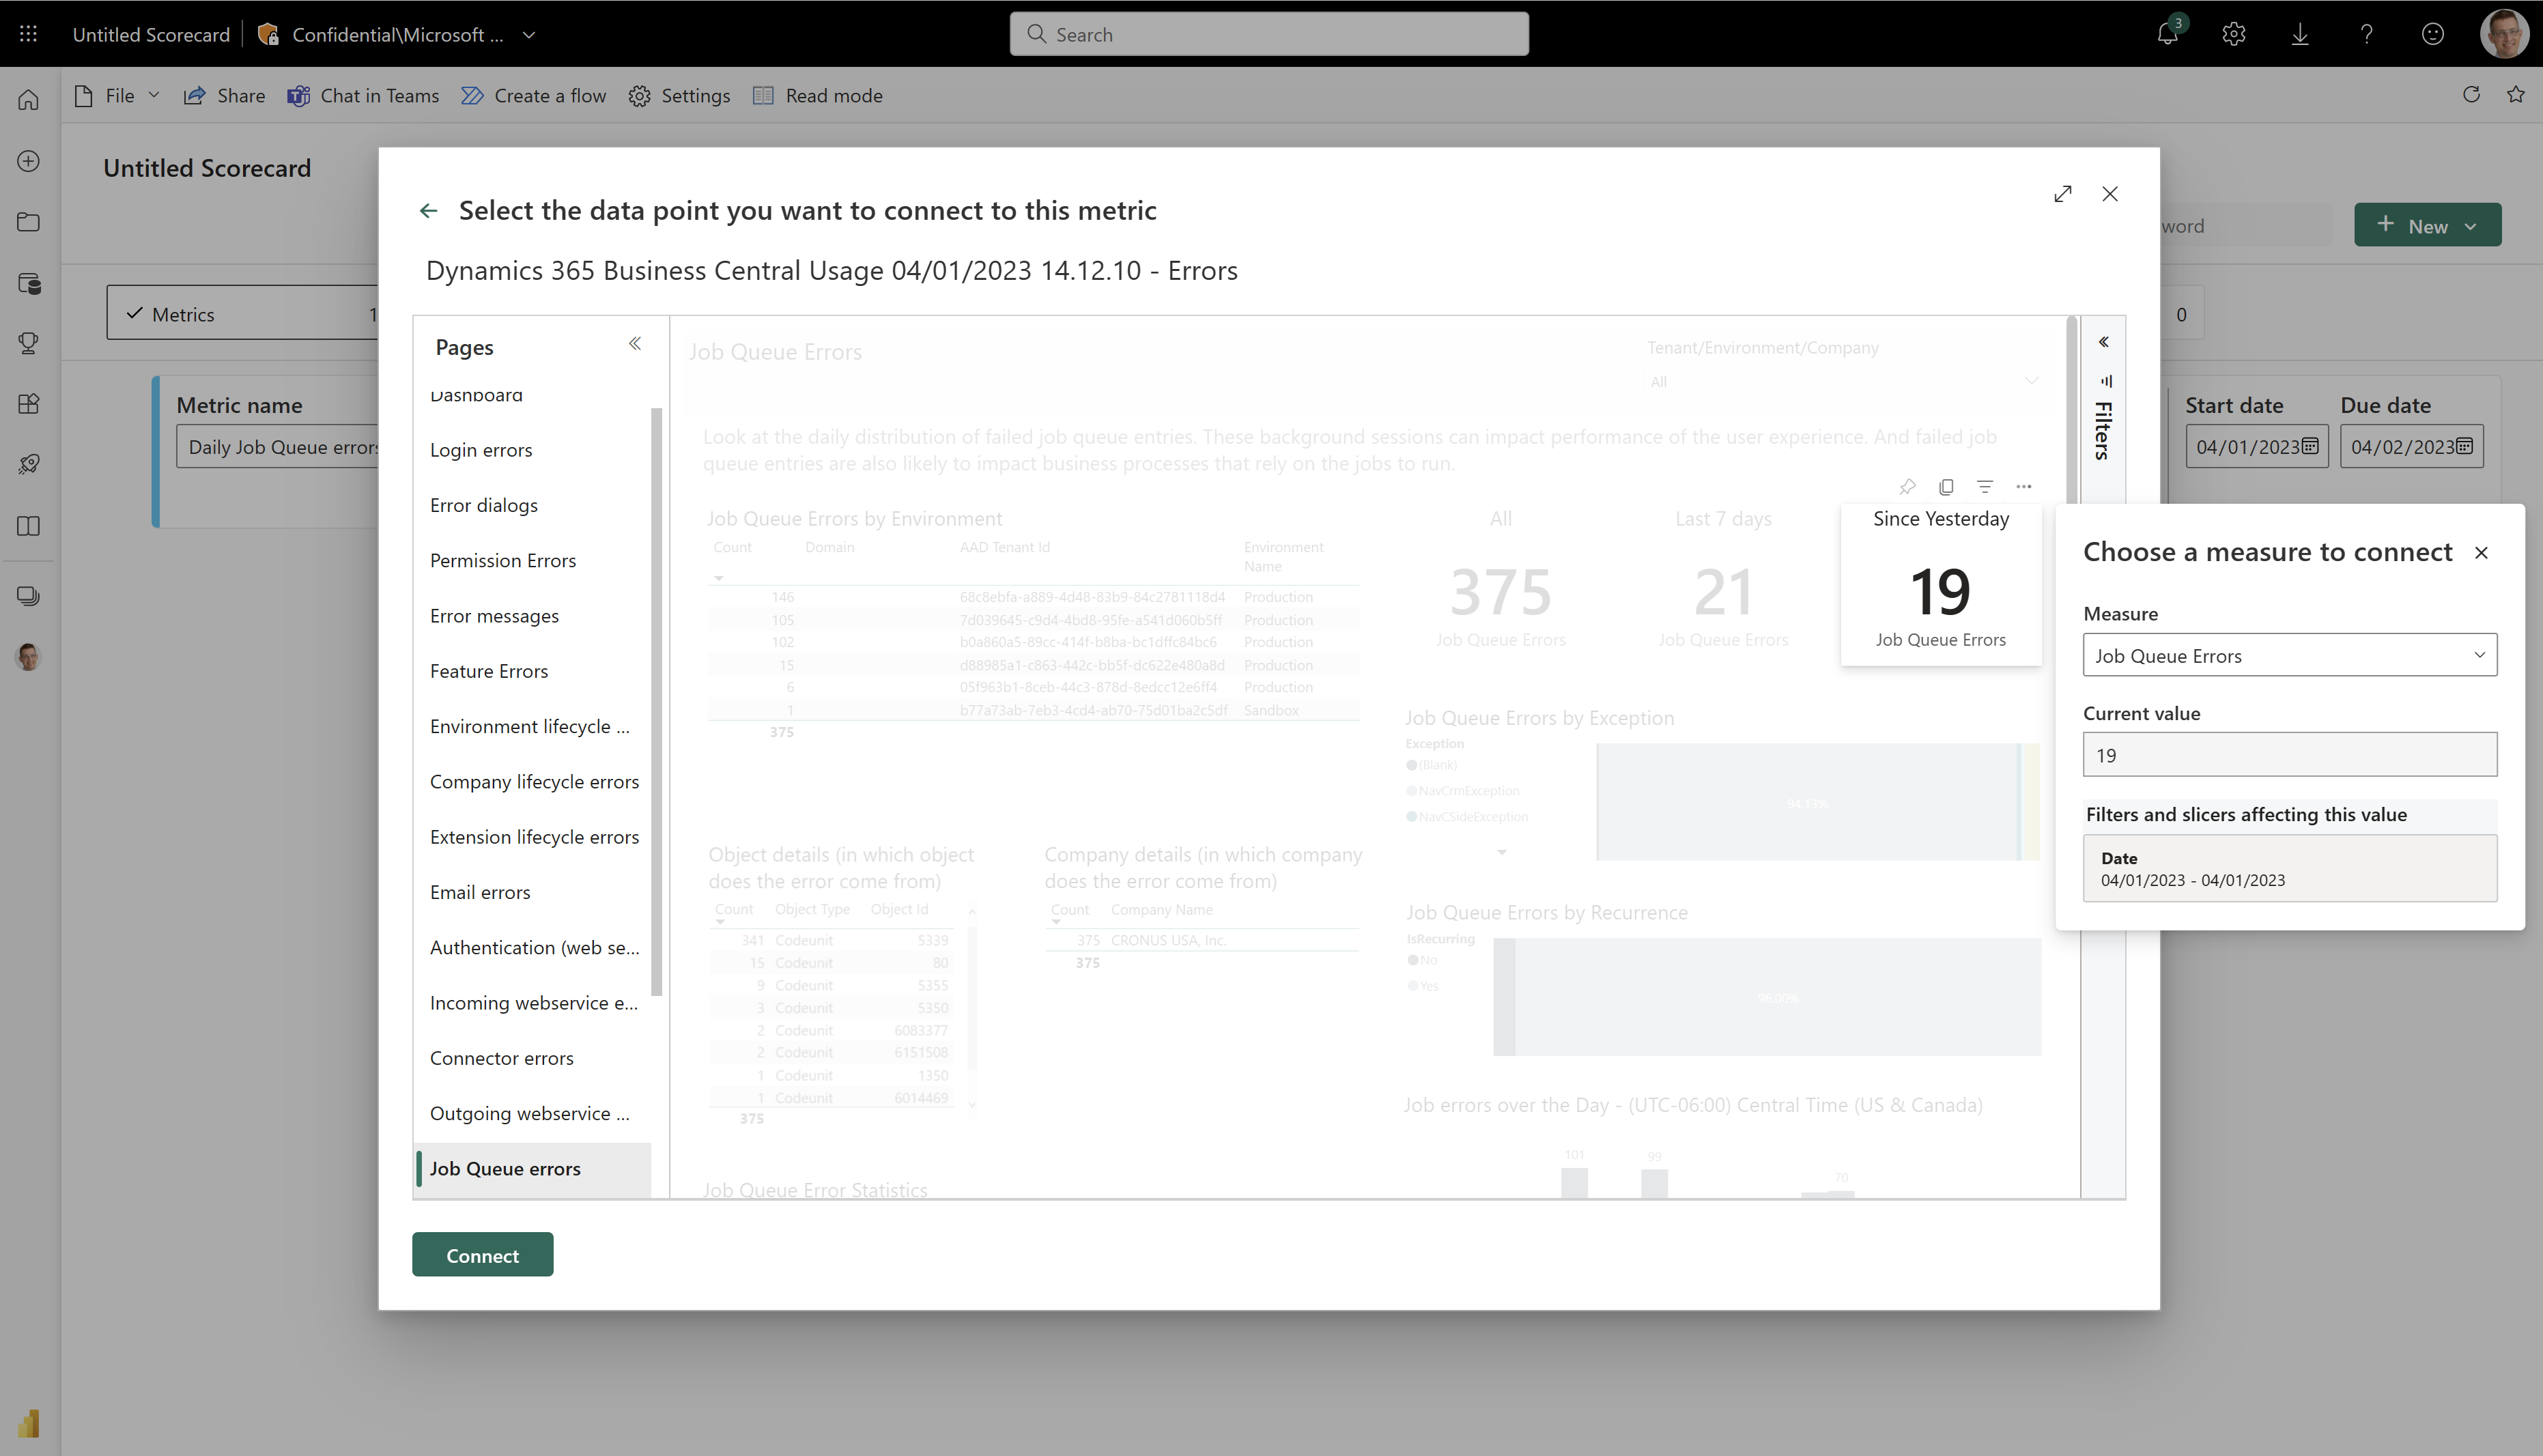 Untitled Scorecard
Confidential\Microsoft ...
Search
3
File
Share
Chat in Teams
Create a flow
Settings
Read mode
Untitled Scorecard
word
New
Metrics
1
0
Metric name
Daily Job Queue errors
Start date
Due date
04/01/2023
04/02/2023
Select the data point you want to connect to this metric
Dynamics 365 Business Central Usage 04/01/2023 14.12.10 - Errors
Pages
Dashboard
Login errors
Error dialogs
Permission Errors
Error messages
Feature Errors
Environment lifecycle ...
Company lifecycle errors
Extension lifecycle errors
Email errors
Authentication (web se...
Incoming webservice e...
Connector errors
Outgoing webservice ...
Job Queue errors
Job Queue Errors
Tenant/Environment/Company
All
Look at the daily distribution of failed job queue entries. These background sessions can impact performance of the user experience. And failed job
queue entries are also likely to impact business processes that rely on the jobs to run.
Job Queue Errors by Environment
Count Domain AAD Tenant Id Environment
Name
146 68c8ebfa-a889-4d48-83b9-84c2781118d4 Production
105 7d039645-c9d4-4bd8-95fe-a541d060b5ff Production
102 b0a860a5-89cc-414f-b8ba-bc1dffc84bc6 Production
15 d88985a1-c863-442c-bb5f-dc622e480a8d Production
6 05f963b1-8ceb-44c3-878d-8edcc12e6ff4 Production
1 b77a73ab-7eb3-4cd4-ab70-75d01ba2c5df Sandbox
375
All
375
Job Queue Errors
Last 7 days
21
Job Queue Errors
Since Yesterday
19
Job Queue Errors
Job Queue Errors by Exception
Exception
(Blank)
NavCrmException
NavCSideException
94.13%
Object details (in which object
does the error come from)
Count Object Type Object Id
341 Codeunit 5339
15 Codeunit 80
9 Codeunit 5355
3 Codeunit 5350
2 Codeunit 6083377
2 Codeunit 6151508
1 Codeunit 1350
1 Codeunit 6014469
375
Company details (in which company
does the error come from)
Count Company Name
375 CRONUS USA, Inc.
375
Job Queue Errors by Recurrence
IsRecurring
No
Yes
96.00%
Job errors over the Day - (UTC-06:00) Central Time (US & Canada)
101
99
70
Job Queue Error Statistics
Filters
Choose a measure to connect
Measure
Job Queue Errors
Current value
19
Filters and slicers affecting this value
Date
04/01/2023 - 04/01/2023
Connect